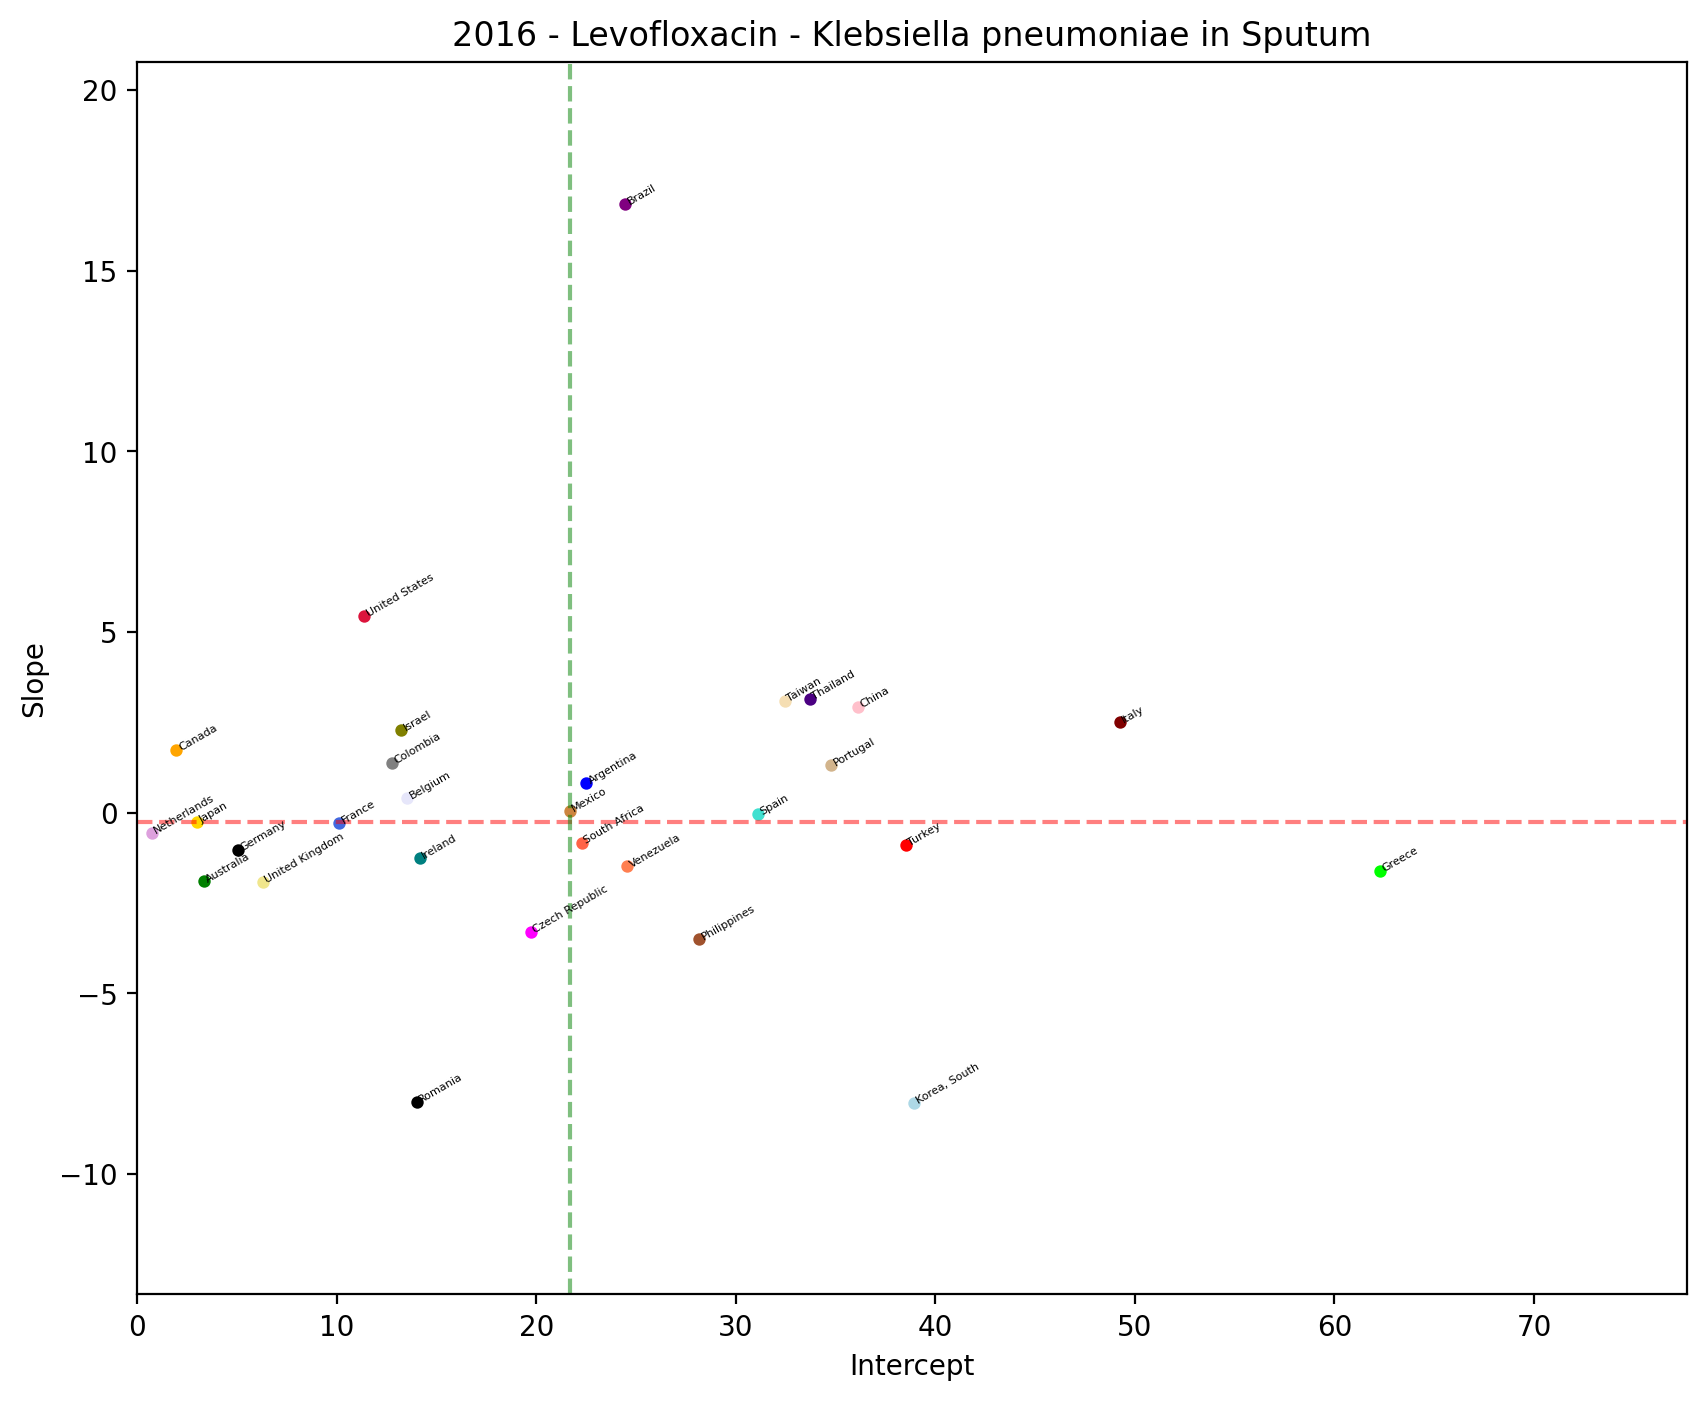 2016 - Levofloxacin - Klebsiella pneumoniae in Sputum
20
15
10
5
0
−5
−10
Slope
Brazil
United States
Taiwan
Thailand
China
Italy
Israel
Canada
Colombia
Portugal
Argentina
Belgium
Mexico
Spain
Netherlands
Japan
France
South Africa
Turkey
Germany
Ireland
Venezuela
Greece
Australia
United Kingdom
Czech Republic
Philippines
Romania
Korea, South
0
10
20
30
40
50
60
70
Intercept